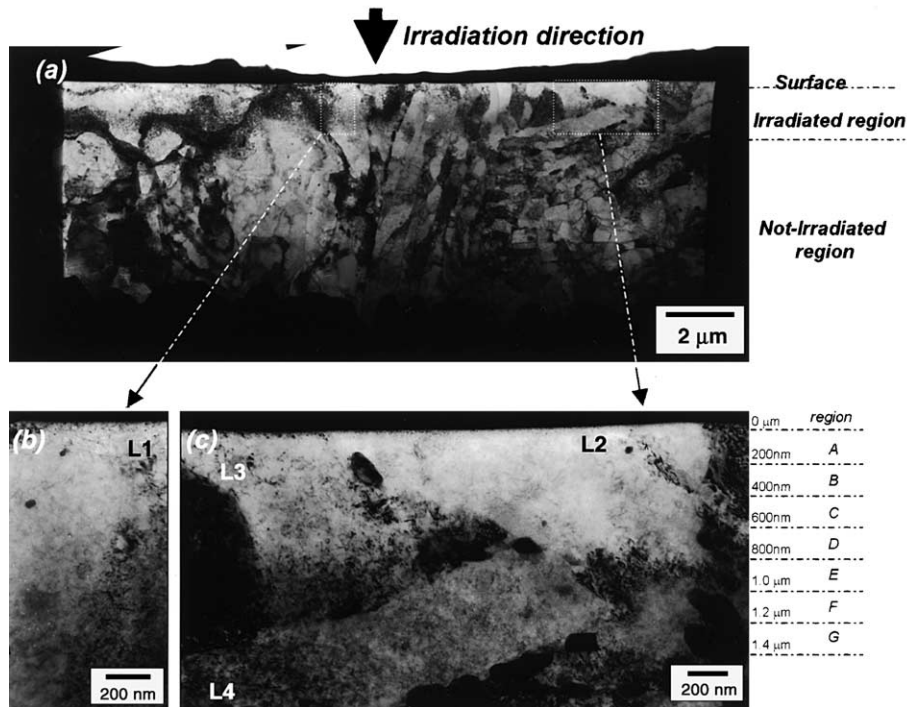 Irradiation direction
(a)
Surface
Irradiated region
Not-Irradiated
region
2 μm
(b)
L1
200 nm
(c)
L2
L3
L4
200 nm
0 μm region
200nm A
400nm B
600nm C
800nm D
1.0 μm E
1.2 μm F
1.4 μm G